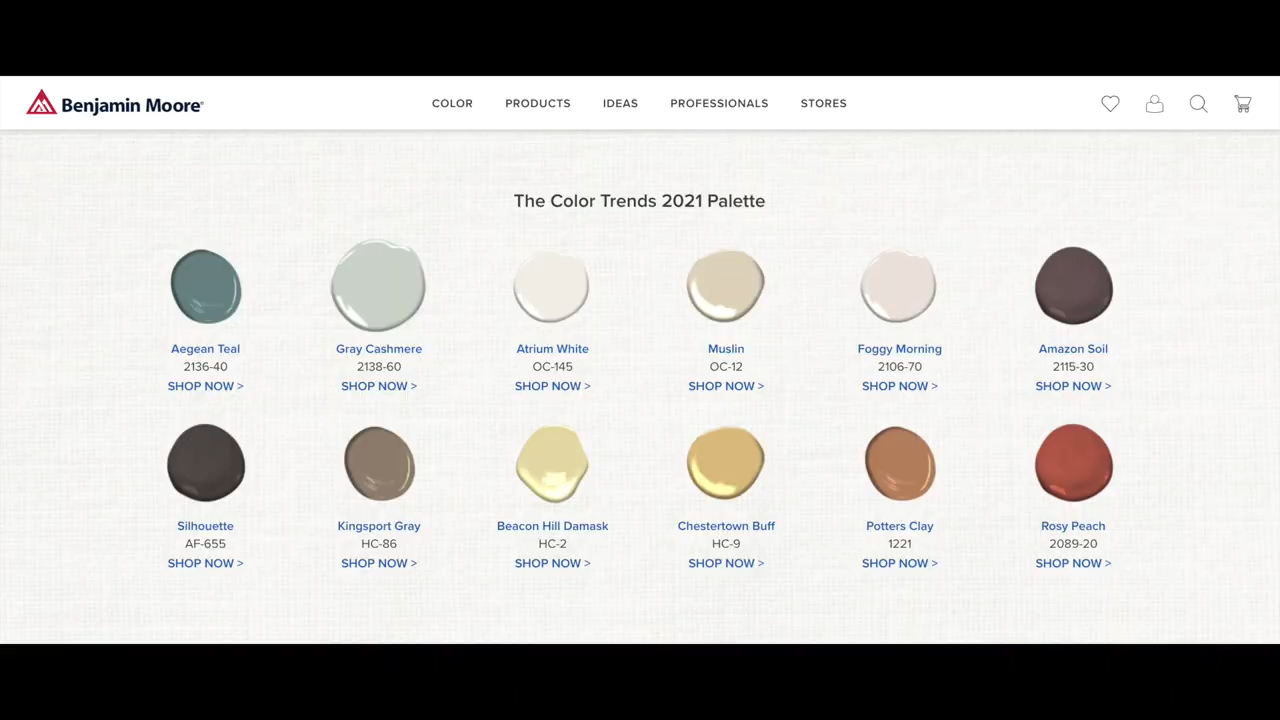 Benjamin Moore®
COLOR
PRODUCTS
IDEAS
PROFESSIONALS
STORES
The Color Trends 2021 Palette
Aegean Teal
2136-40
SHOP NOW >
Gray Cashmere
2138-60
SHOP NOW >
Atrium White
OC-145
SHOP NOW >
Muslin
OC-12
SHOP NOW >
Foggy Morning
2106-70
SHOP NOW >
Amazon Soil
2115-30
SHOP NOW >
Silhouette
AF-655
SHOP NOW >
Kingsport Gray
HC-86
SHOP NOW >
Beacon Hill Damask
HC-2
SHOP NOW >
Chestertown Buff
HC-9
SHOP NOW >
Potters Clay
1221
SHOP NOW >
Rosy Peach
2089-20
SHOP NOW >